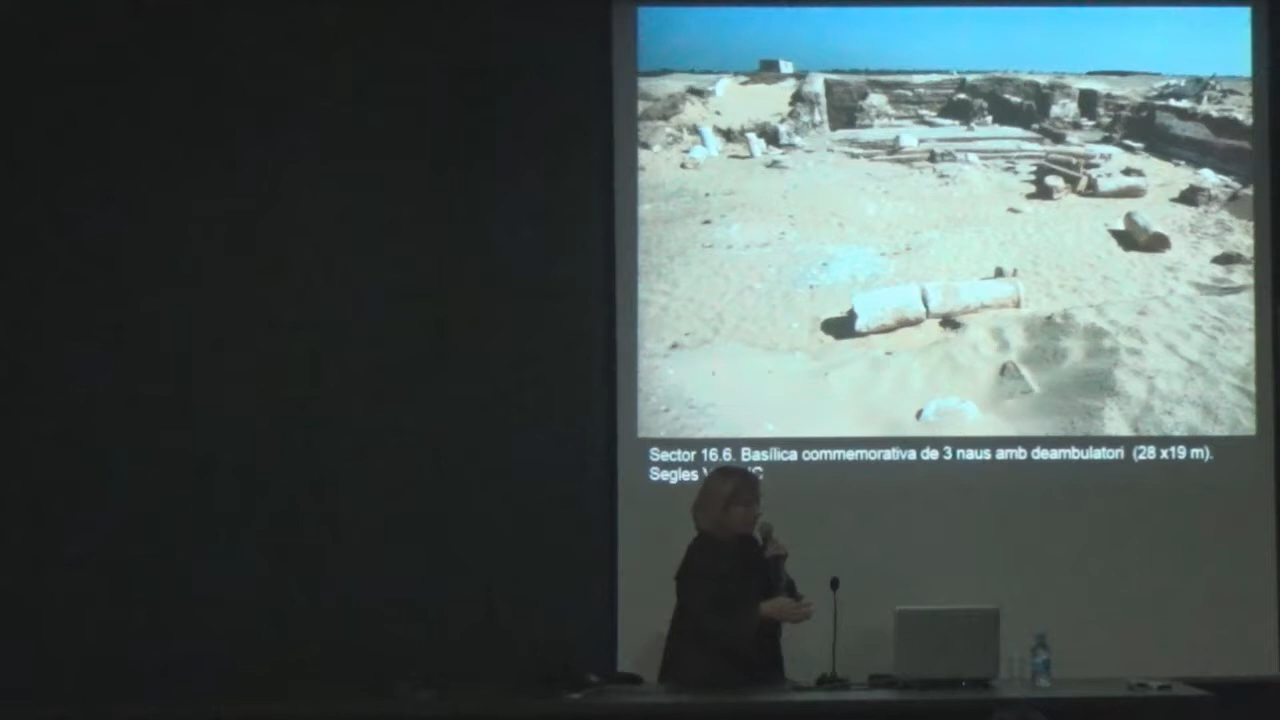 Sector 16.6. Basílica commemorativa de 3 naus amb deambulatori (28 x19 m).
Segles